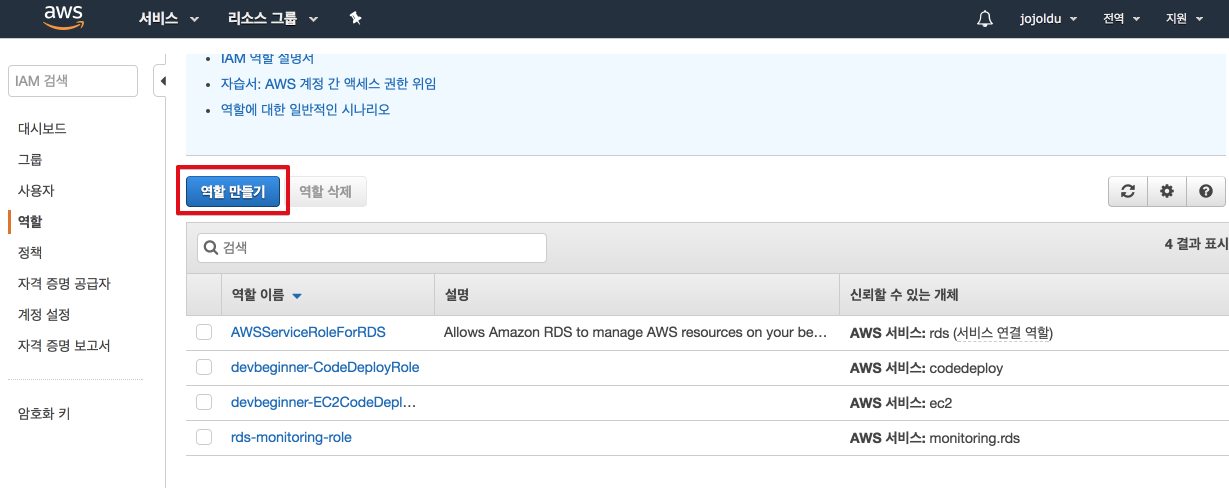 aws 서비스 리소스 그룹 jojoldu 전역 지원
IAM 검색
대시보드
그룹
사용자
역할
정책
자격 증명 공급자
계정 설정
자격 증명 보고서
암호화 키
IAM 역할 설명서
자습서: AWS 계정 간 액세스 권한 위임
역할에 대한 일반적인 시나리오
역할 만들기 역할 삭제
검색 4 결과 표시
역할 이름 설명 신뢰할 수 있는 개체
AWSServiceRoleForRDS Allows Amazon RDS to manage AWS resources on your be… AWS 서비스: rds (서비스 연결 역할)
devbeginner-CodeDeployRole AWS 서비스: codedeploy
devbeginner-EC2CodeDepl… AWS 서비스: ec2
rds-monitoring-role AWS 서비스: monitoring.rds